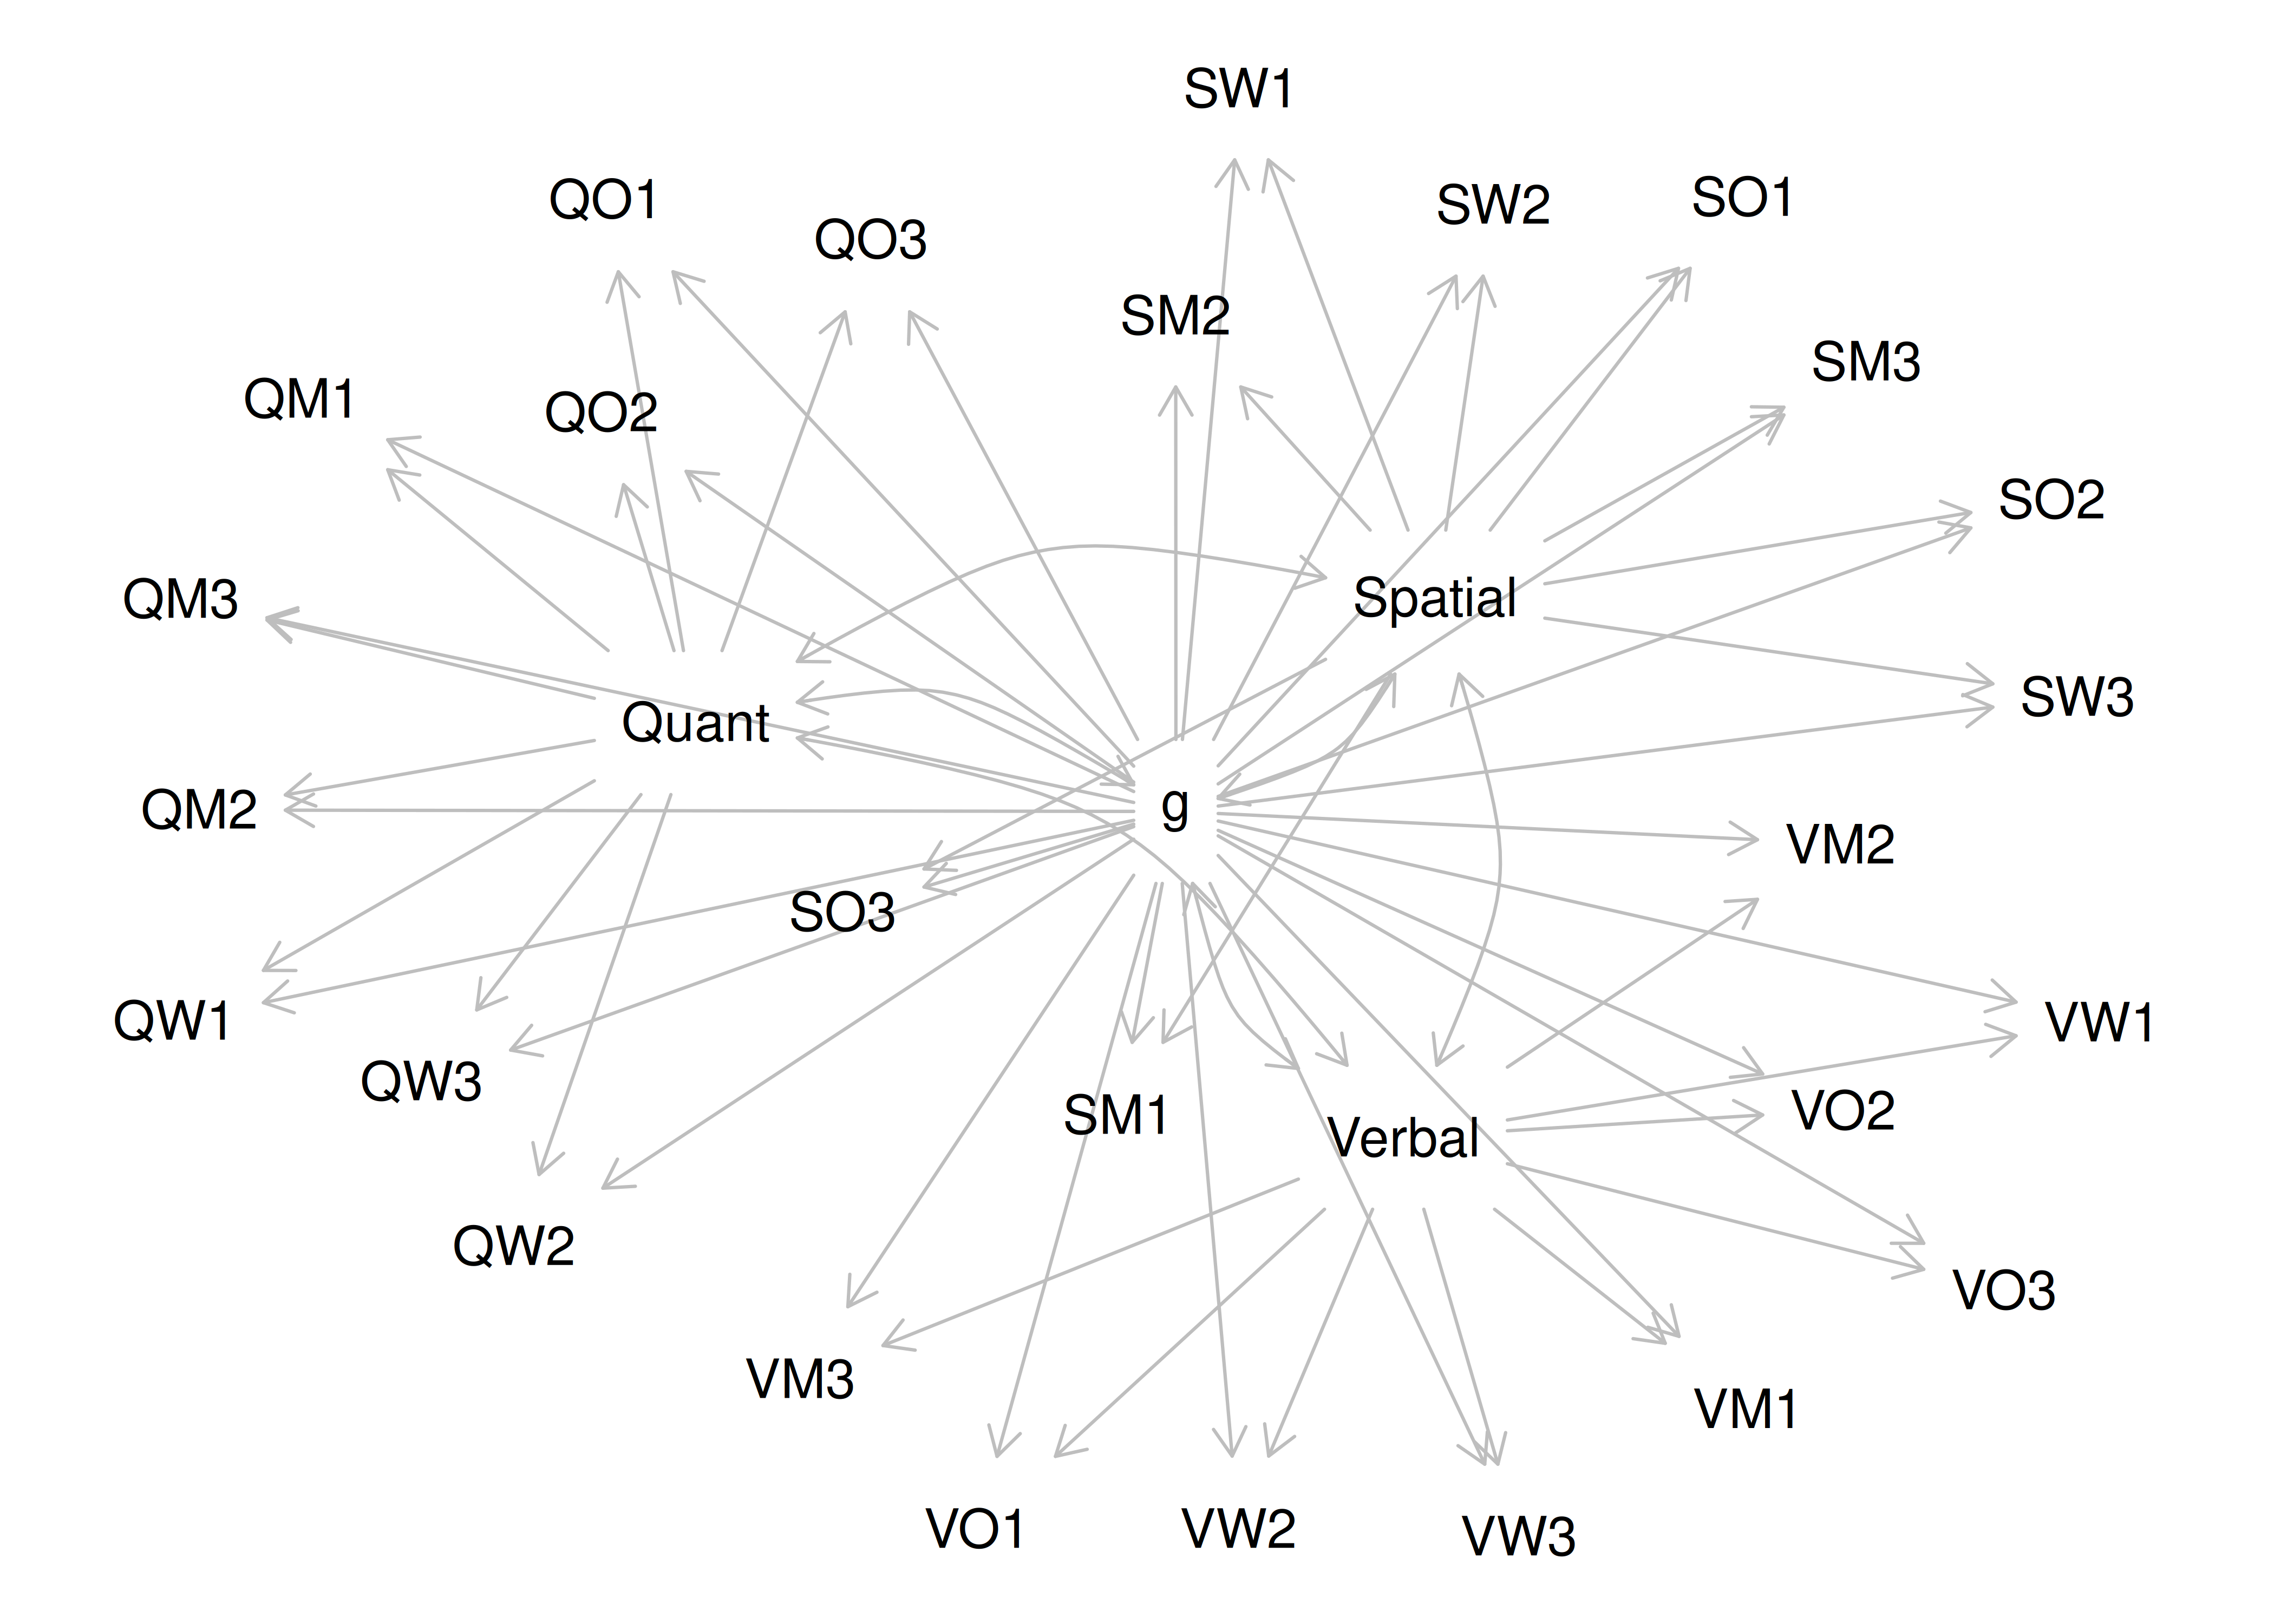 SW1
QO1
SW2
SO1
QO3
SM2
SM3
QM1
QO2
SO2
QM3
Spatial
SW3
Quant
g
QM2
VM2
SO3
QW1
VW1
QW3
SM1
VO2
Verbal
QW2
VO3
VM3
VM1
VO1
VW2
VW3